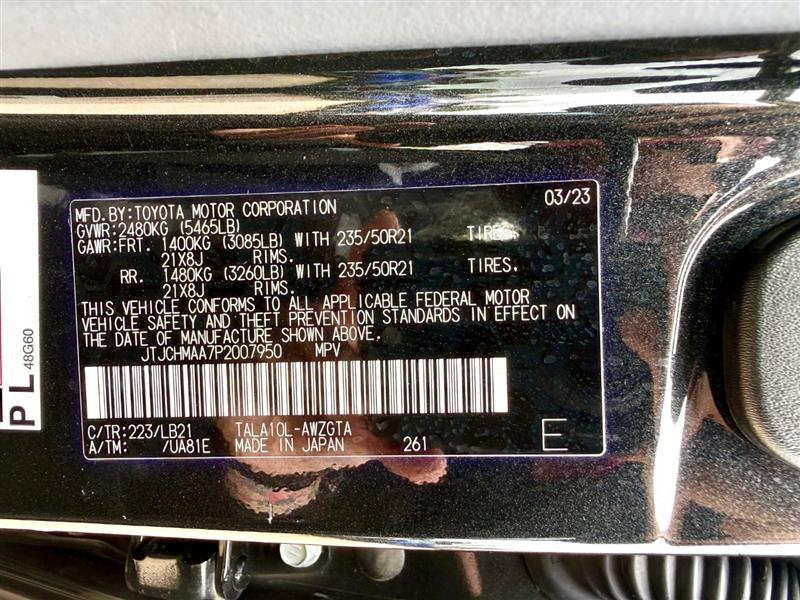 MFD.BY:TOYOTA MOTOR CORPORATION 03/23
GVWR:2480KG (5465LB)
GAWR:FRT. 1400KG (3085LB) WITH 235/50R21 TIRES.
21X8J RIMS.
RR. 1480KG (3260LB) WITH 235/50R21 TIRES.
21X8J RIMS.
THIS VEHICLE CONFORMS TO ALL APPLICABLE FEDERAL MOTOR
VEHICLE SAFETY AND THEFT PREVENTION STANDARDS IN EFFECT ON
THE DATE OF MANUFACTURE SHOWN ABOVE.
JTJCHMAA7P2007950 MPV
C/TR:223/LB21 TALA10L-AWZGTA
A/TM: /UA81E MADE IN JAPAN 261 E
PL
48G60